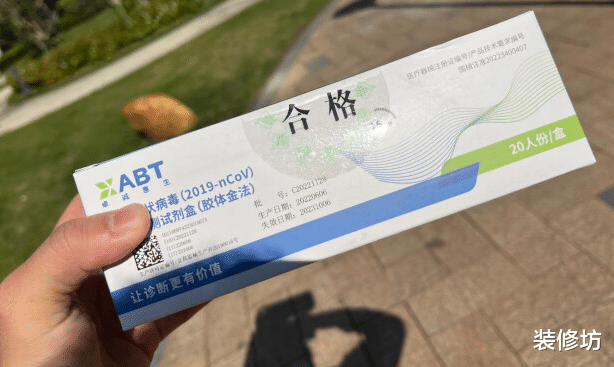 医疗器械注册证编号/产品技术要求编号
国械注准20223400407
合格
20人份/盒
ABT
卓诚惠生
状病毒(2019-nCoV)
测试剂盒(胶体金法)
批 号:C20221128
生产日期:20220606
失效日期:20231006
让诊断更有价值
装修坊